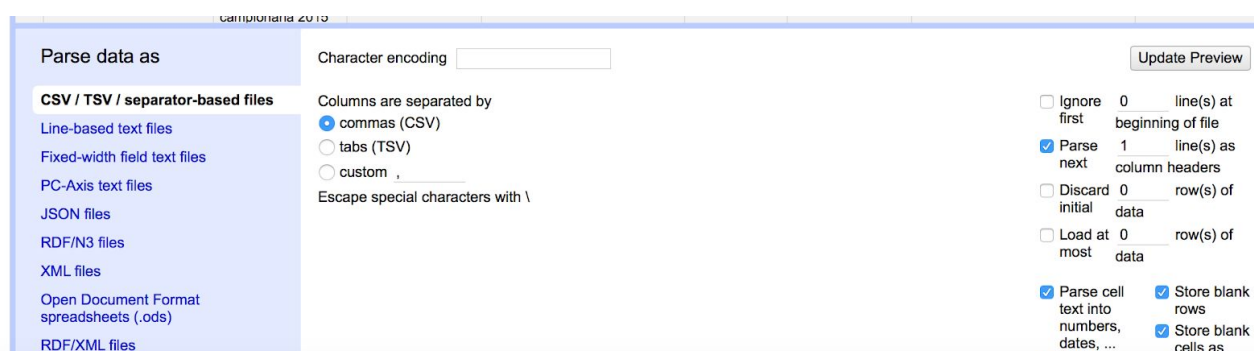 campionaria 2015
Parse data as
CSV / TSV / separator-based files
Line-based text files
Fixed-width field text files
PC-Axis text files
JSON files
RDF/N3 files
XML files
Open Document Format
spreadsheets (.ods)
RDF/XML files
Character encoding
Columns are separated by
commas (CSV)
tabs (TSV)
custom ,
Escape special characters with \
Update Preview
Ignore first 0 line(s) at
beginning of file
Parse next 1 line(s) as
column headers
Discard initial 0 row(s) of
data
Load at most 0 row(s) of
data
Parse cell
text into
numbers,
dates, ...
Store blank
rows
Store blank
cells as